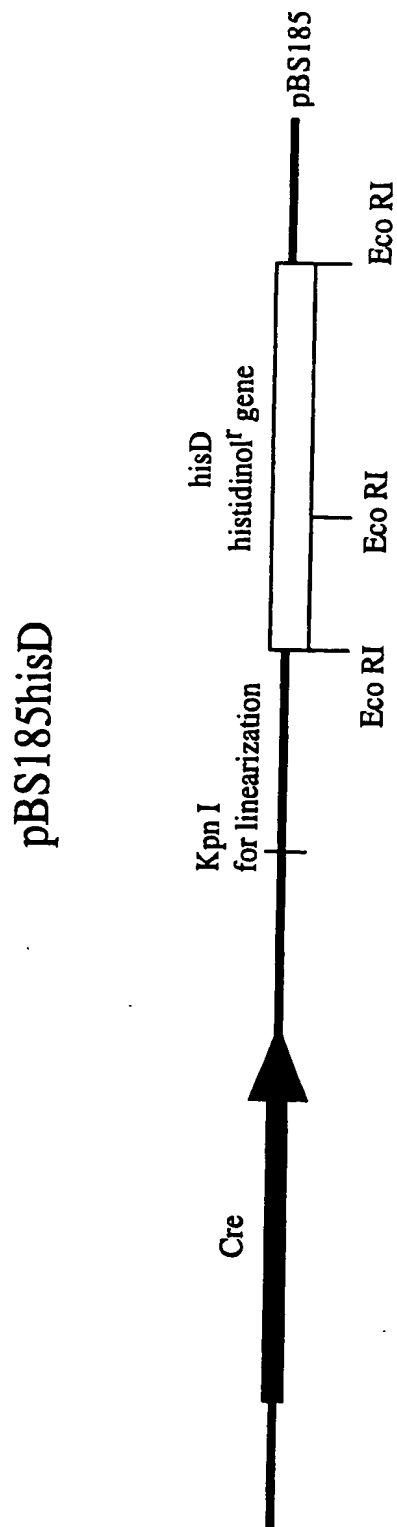 pBS185hisD
Cre
Kpn I
for linearization
hisD
histidinolʳ gene
pBS185
Eco RI
Eco RI
Eco RI